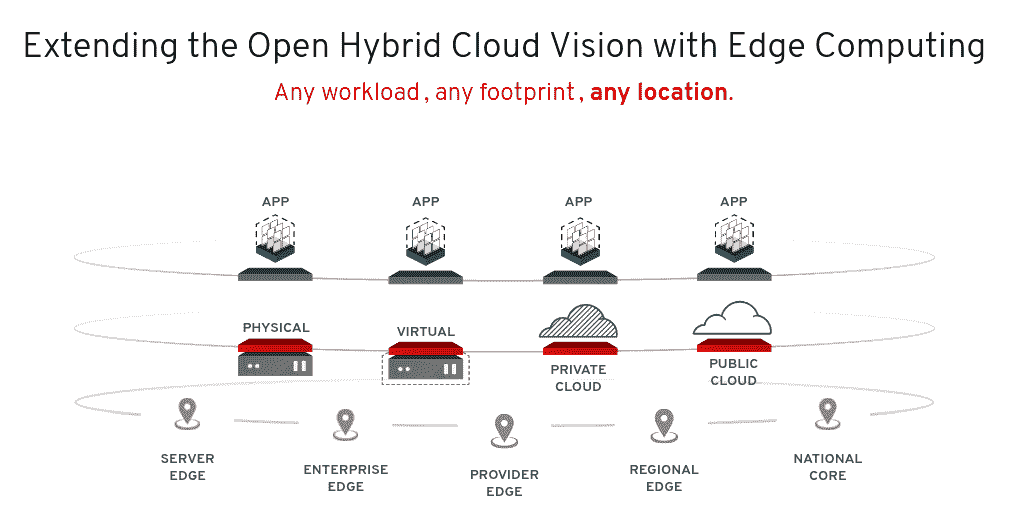 Extending the Open Hybrid Cloud Vision with Edge Computing
Any workload, any footprint, any location.
APP
APP
APP
APP
PHYSICAL
VIRTUAL
PRIVATE
CLOUD
PUBLIC
CLOUD
SERVER
EDGE
ENTERPRISE
EDGE
PROVIDER
EDGE
REGIONAL
EDGE
NATIONAL
CORE